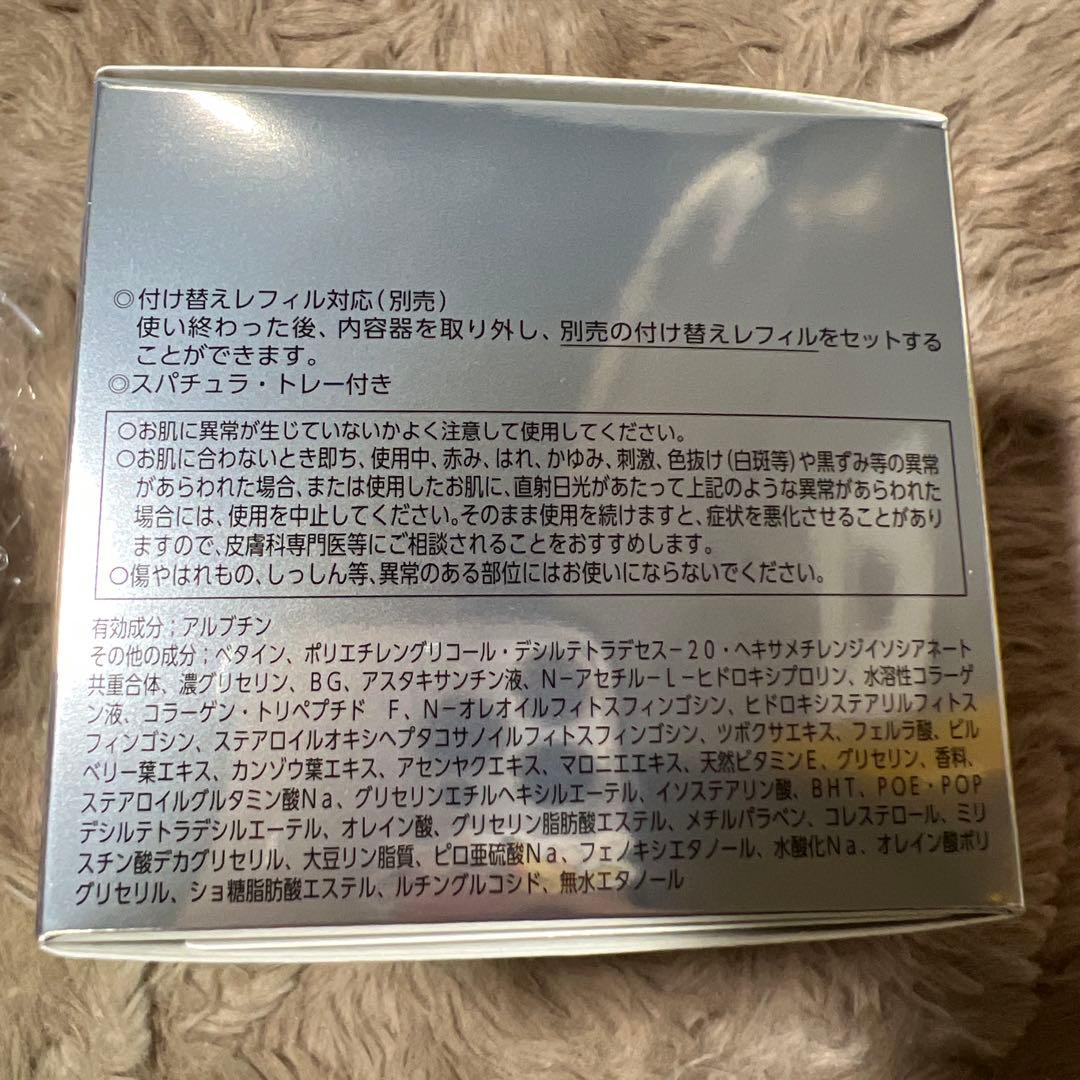 ◎付け替えレフィル対応(別売)
使い終わった後、内容器を取り外し、別売の付け替えレフィルをセットする
ことができます。
◎スパチュラ・トレー付き
○お肌に異常が生じていないかよく注意して使用してください。
○お肌に合わないとき即ち、使用中、赤み、はれ、かゆみ、刺激、色抜け(白斑等)や黒ずみ等の異常
があらわれた場合、または使用したお肌に、直射日光があたって上記のような異常があらわれた
場合には、使用を中止してください。そのまま使用を続けますと、症状を悪化させることがあり
ますので、皮膚科専門医等にご相談されることをおすすめします。
○傷やはれもの、しっしん等、異常のある部位にはお使いにならないでください。
有効成分;アルブチン
その他の成分;ベタイン、ポリエチレングリコール・デシルテトラデセス-20・ヘキサメチレンジイソシアネート
共重合体、濃グリセリン、BG、アスタキサンチン液、N-アセチル-L-ヒドロキシプロリン、水溶性コラーゲ
ン液、コラーゲン・トリペプチド F、N-オレオイルフィトスフィンゴシン、ヒドロキシステアリルフィトス
フィンゴシン、ステアロイルオキシヘプタコサノイルフィトスフィンゴシン、ツボクサエキス、フェルラ酸、ビル
ベリー葉エキス、カンゾウ葉エキス、アセンヤクエキス、マロニエエキス、天然ビタミンE、グリセリン、香料、
ステアロイルグルタミン酸Na、グリセリンエチルヘキシルエーテル、イソステアリン酸、BHT、POE・POP
デシルテトラデシルエーテル、オレイン酸、グリセリン脂肪酸エステル、メチルパラベン、コレステロール、ミリ
スチン酸デカグリセリル、大豆リン脂質、ピロ亜硫酸Na、フェノキシエタノール、水酸化Na、オレイン酸ポリ
グリセリル、ショ糖脂肪酸エステル、ルチングルコシド、無水エタノール